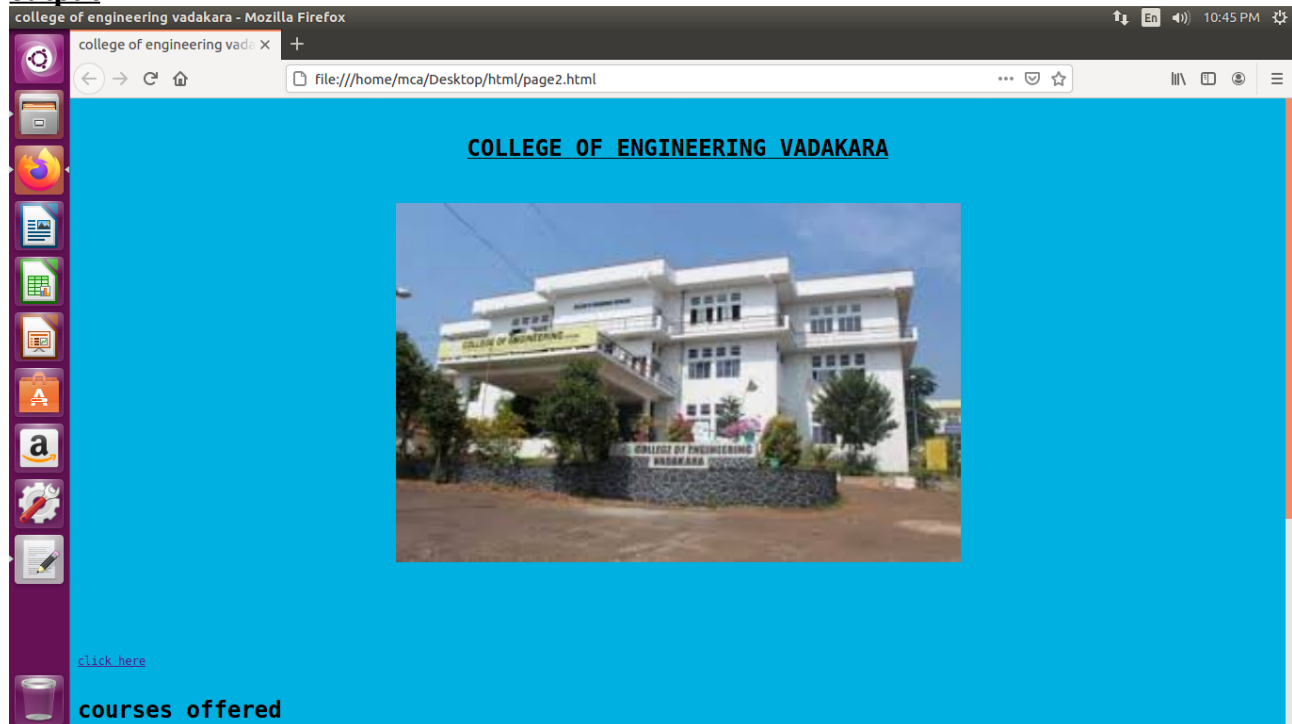 output
college of engineering vadakara - Mozilla Firefox
En
10:45 PM
college of engineering vada
file:///home/mca/Desktop/html/page2.html
COLLEGE OF ENGINEERING VADAKARA
COLLEGE OF ENGINEERING
COLLEGE OF ENGINEERING
VADAKARA
click here
courses offered